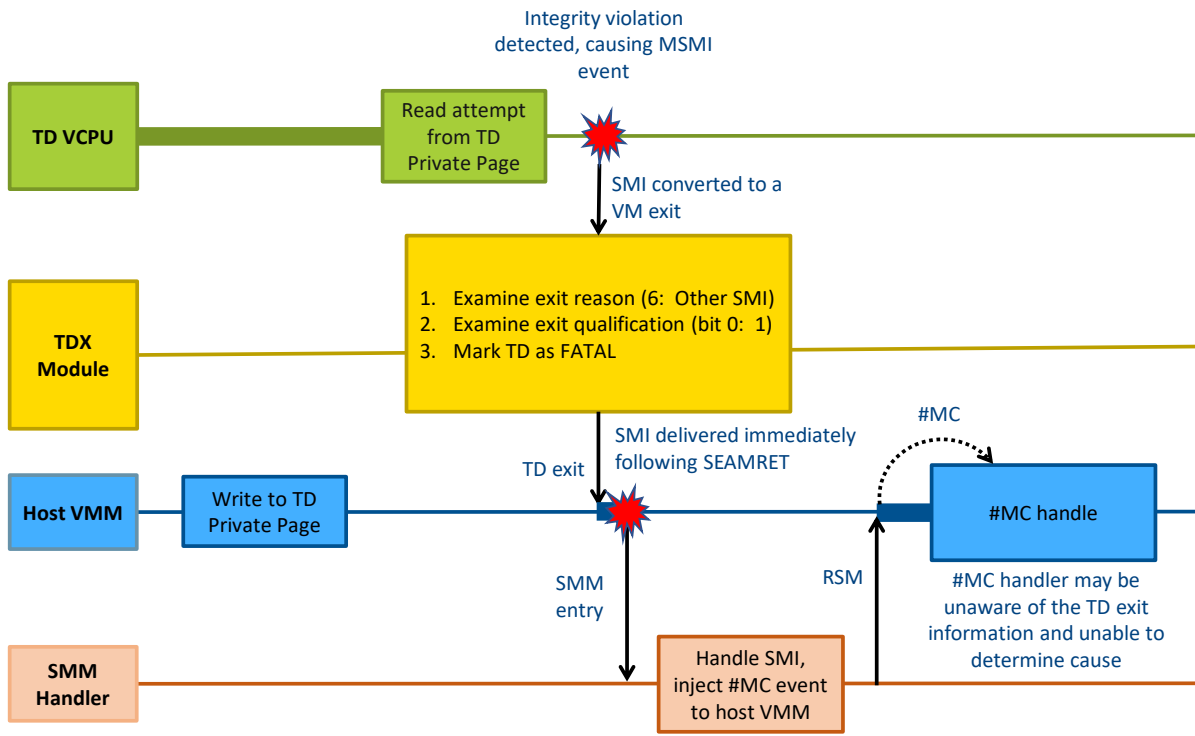 Integrity violation
detected, causing MSMI
event
TD VCPU
Read attempt
from TD
Private Page
SMI converted to a
VM exit
TDX
Module
1. Examine exit reason (6: Other SMI)
2. Examine exit qualification (bit 0: 1)
3. Mark TD as FATAL
SMI delivered immediately
following SEAMRET
TD exit
#MC
Host VMM
Write to TD
Private Page
#MC handle
SMM
entry
RSM
#MC handler may be
unaware of the TD exit
information and unable to
determine cause
SMM
Handler
Handle SMI,
inject #MC event
to host VMM